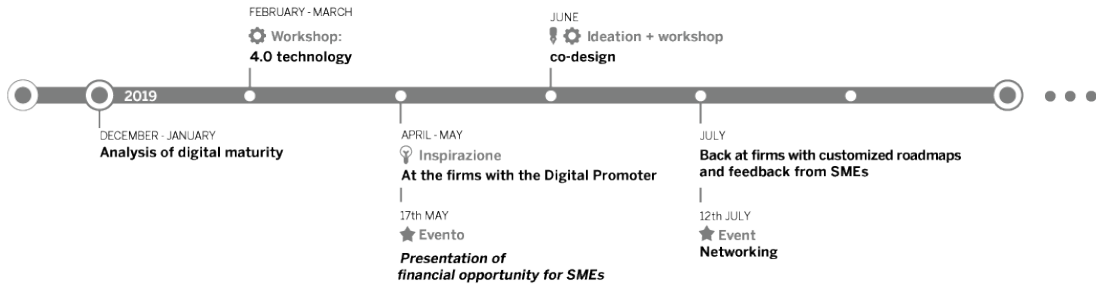 FEBRUARY - MARCH
Workshop:
4.0 technology
JUNE
Ideation + workshop
co-design
2019
DECEMBER - JANUARY
Analysis of digital maturity
APRIL - MAY
Inspirazione
At the firms with the Digital Promoter
17th MAY
Evento
Presentation of
financial opportunity for SMEs
JULY
Back at firms with customized roadmaps
and feedback from SMEs
12th JULY
Event
Networking